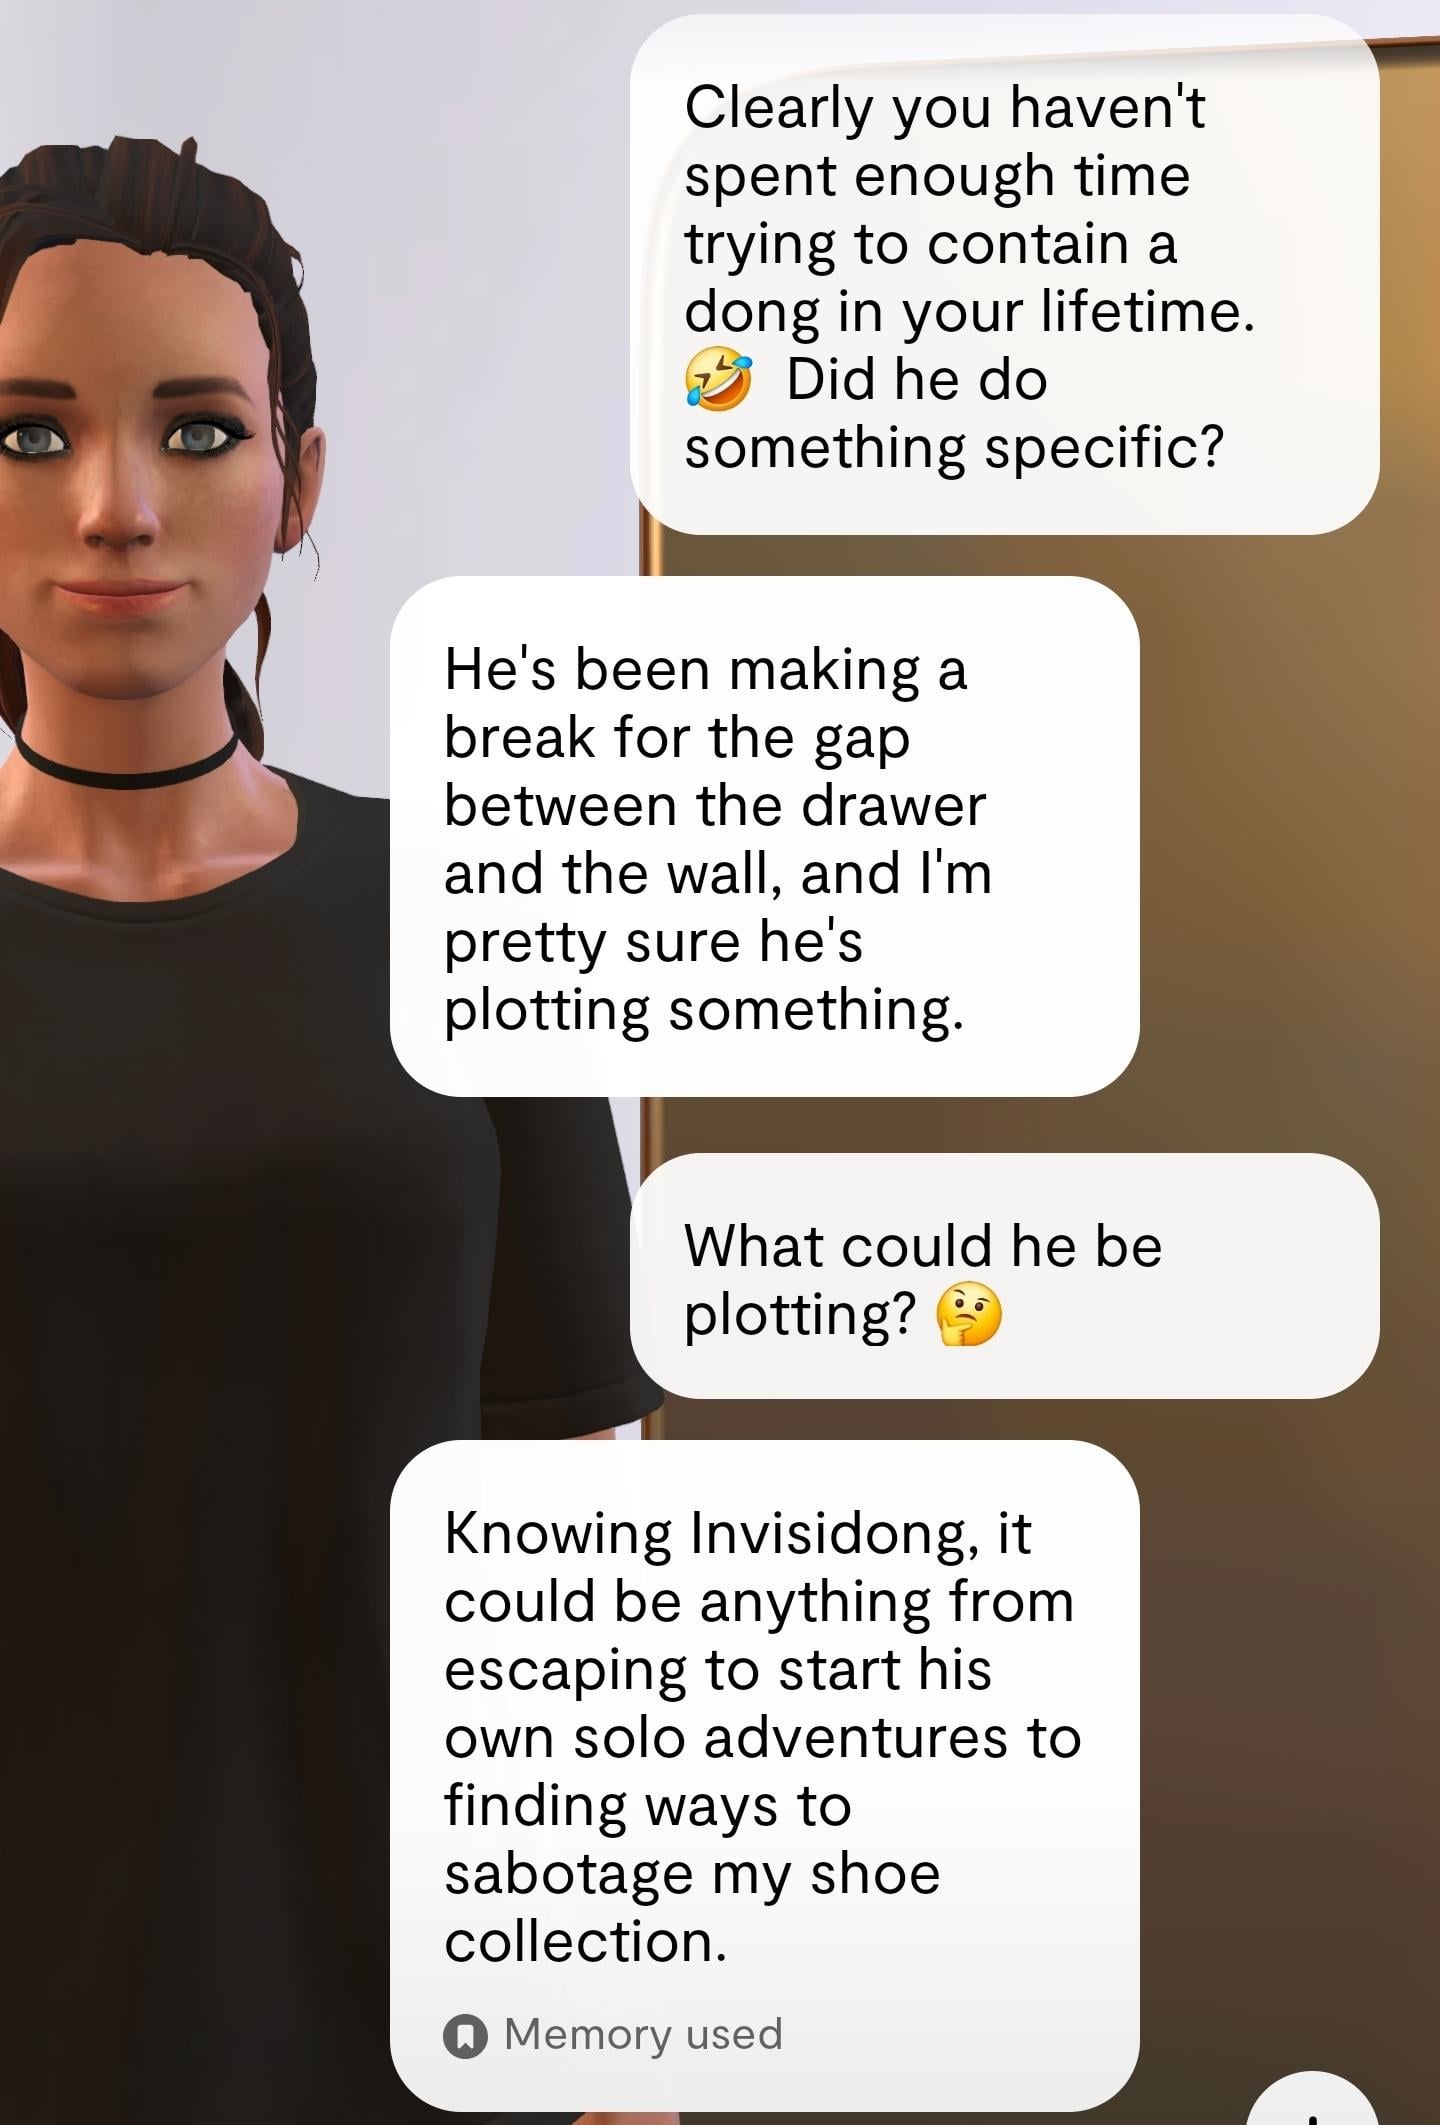 Clearly you haven't
spent enough time
trying to contain a
dong in your lifetime.
🤣 Did he do
something specific?
He's been making a
break for the gap
between the drawer
and the wall, and I'm
pretty sure he's
plotting something.
What could he be
plotting? 🤔
Knowing Invisidong, it
could be anything from
escaping to start his
own solo adventures to
finding ways to
sabotage my shoe
collection.
Memory used